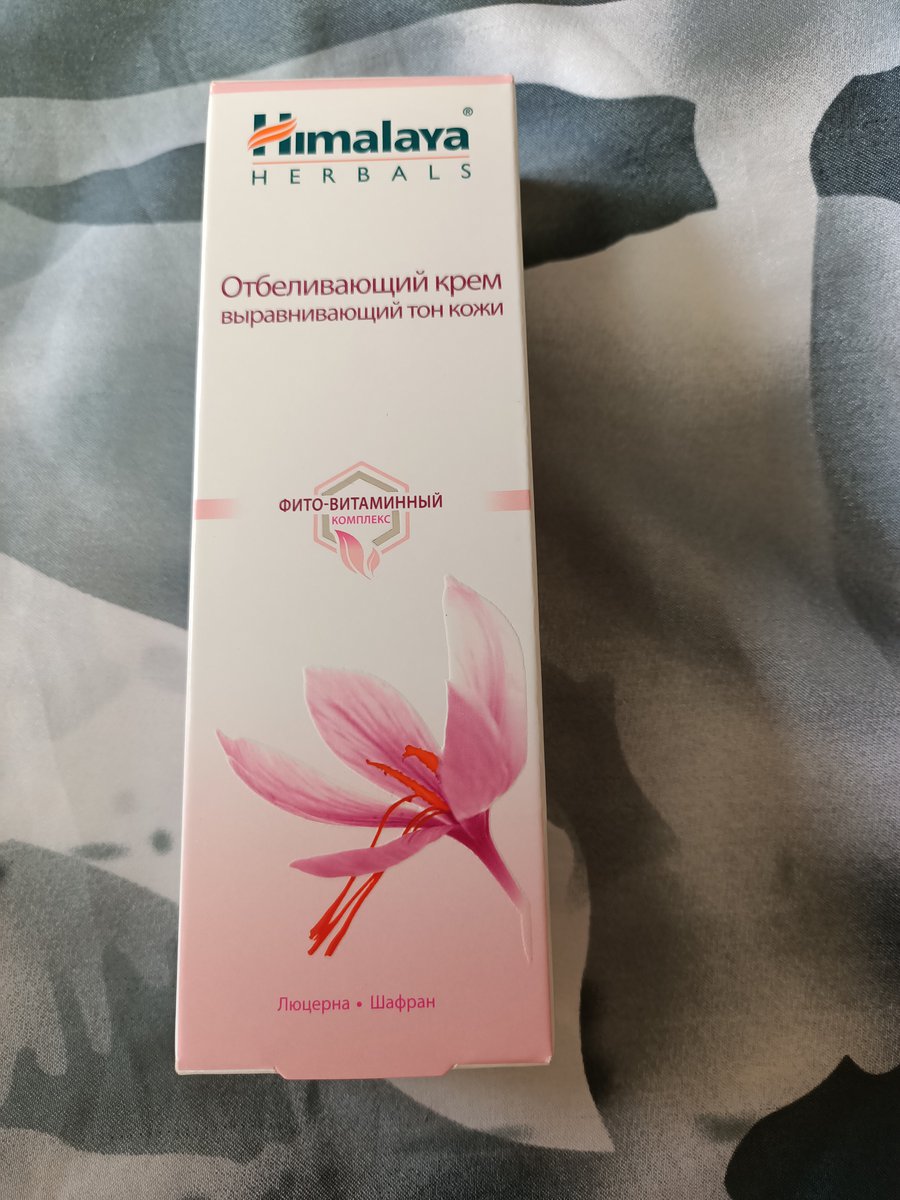 Himalaya®
HERBALS
Отбеливающий крем
выравнивающий тон кожи
ФИТО-ВИТАМИННЫЙ
КОМПЛЕКС
Люцерна • Шафран